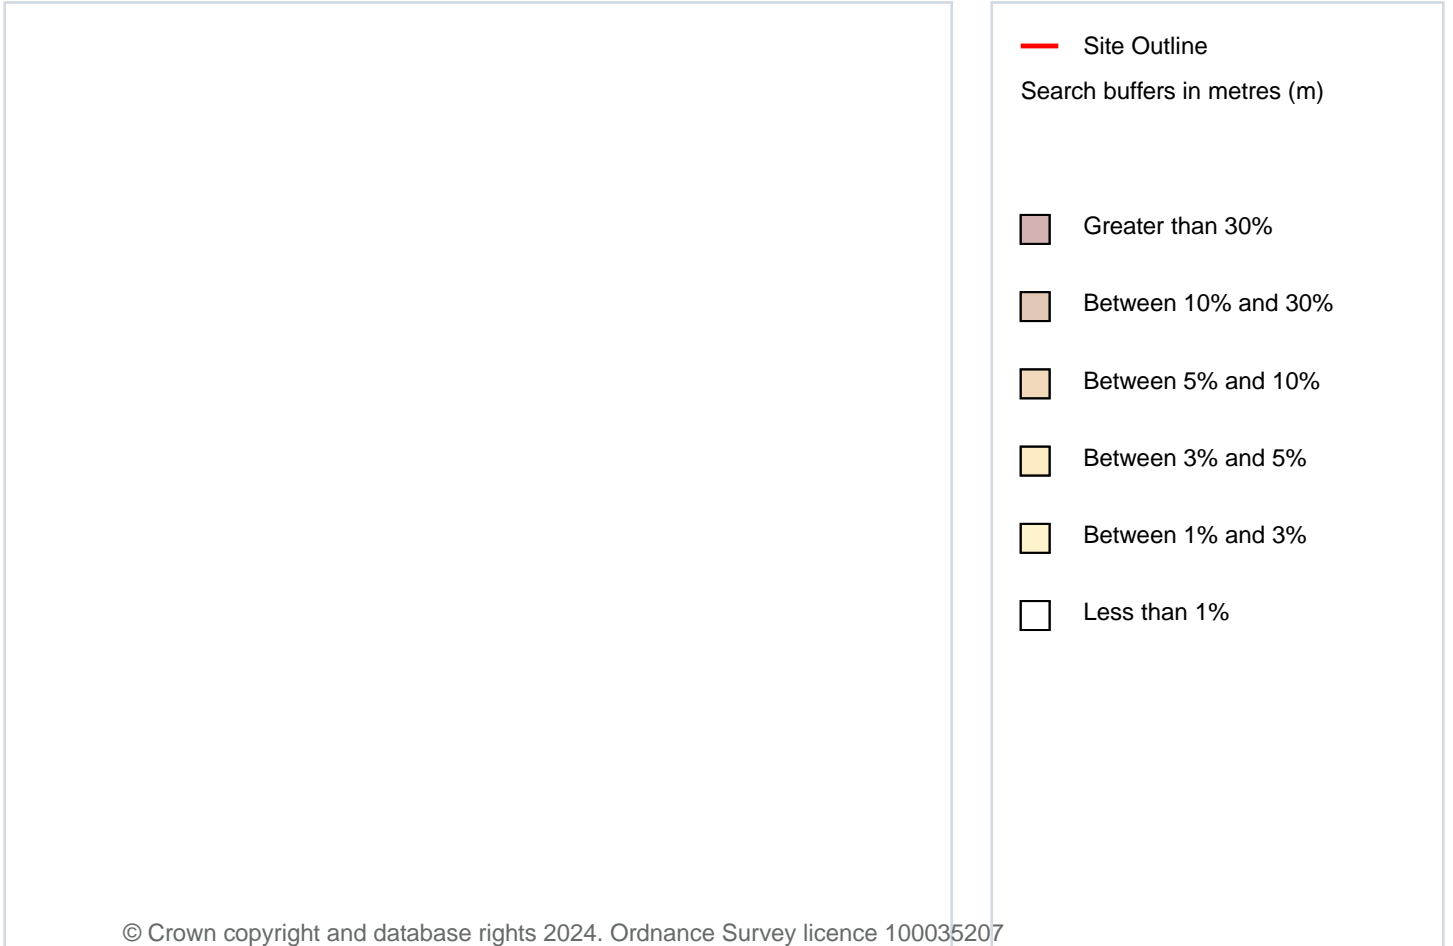 Site Outline
Search buffers in metres (m)
Greater than 30%
Between 10% and 30%
Between 5% and 10%
Between 3% and 5%
Between 1% and 3%
Less than 1%
© Crown copyright and database rights 2024. Ordnance Survey licence 100035207